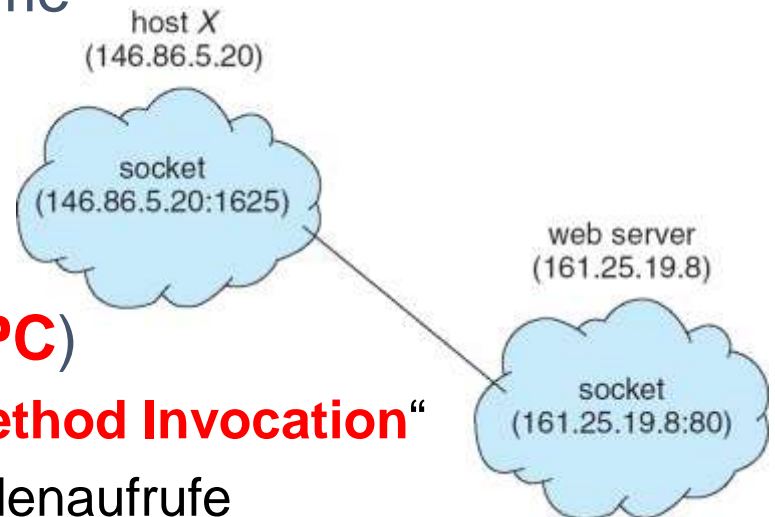 host X
(146.86.5.20)
socket
(146.86.5.20:1625)
web server
(161.25.19.8)
socket
(161.25.19.8:80)
PC)
ethod Invocation“
lenaufrufe